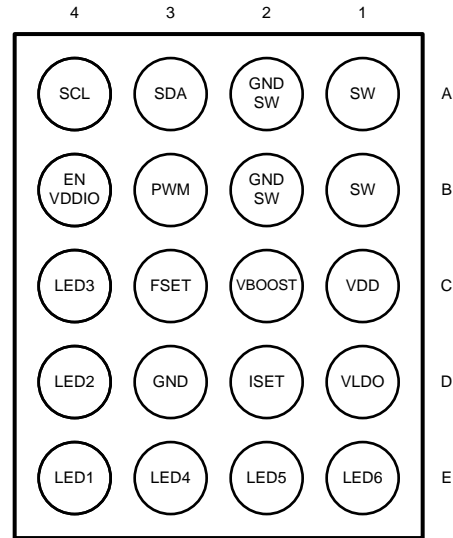 4 3 2 1
SCL SDA GND SW SW A
EN VDDIO PWM GND SW SW B
LED3 FSET VBOOST VDD C
LED2 GND ISET VLDO D
LED1 LED4 LED5 LED6 E